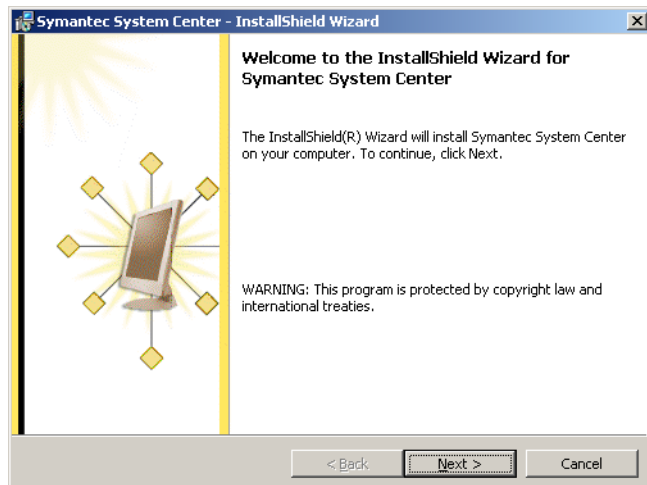 Symantec System Center - InstallShield Wizard
Welcome to the InstallShield Wizard for
Symantec System Center
The InstallShield(R) Wizard will install Symantec System Center
on your computer. To continue, click Next.
WARNING: This program is protected by copyright law and
international treaties.
< Back
Next >
Cancel